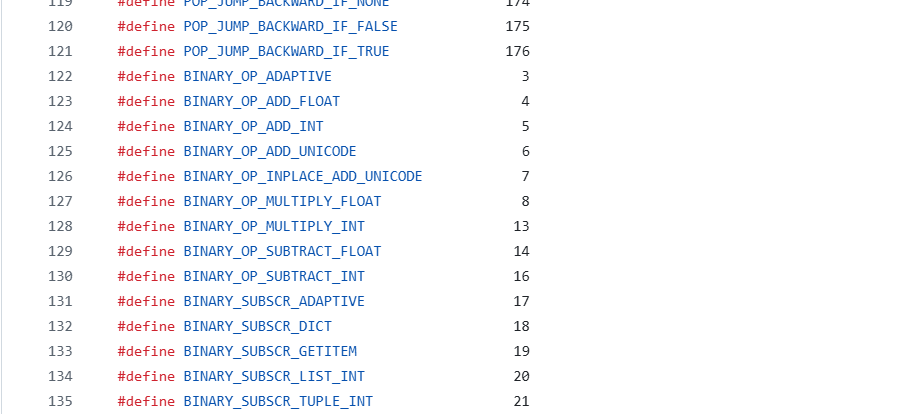 119 #define POP_JUMP_BACKWARD_IF_NONE 174
120 #define POP_JUMP_BACKWARD_IF_FALSE 175
121 #define POP_JUMP_BACKWARD_IF_TRUE 176
122 #define BINARY_OP_ADAPTIVE 3
123 #define BINARY_OP_ADD_FLOAT 4
124 #define BINARY_OP_ADD_INT 5
125 #define BINARY_OP_ADD_UNICODE 6
126 #define BINARY_OP_INPLACE_ADD_UNICODE 7
127 #define BINARY_OP_MULTIPLY_FLOAT 8
128 #define BINARY_OP_MULTIPLY_INT 13
129 #define BINARY_OP_SUBTRACT_FLOAT 14
130 #define BINARY_OP_SUBTRACT_INT 16
131 #define BINARY_SUBSCR_ADAPTIVE 17
132 #define BINARY_SUBSCR_DICT 18
133 #define BINARY_SUBSCR_GETITEM 19
134 #define BINARY_SUBSCR_LIST_INT 20
135 #define BINARY_SUBSCR_TUPLE_INT 21